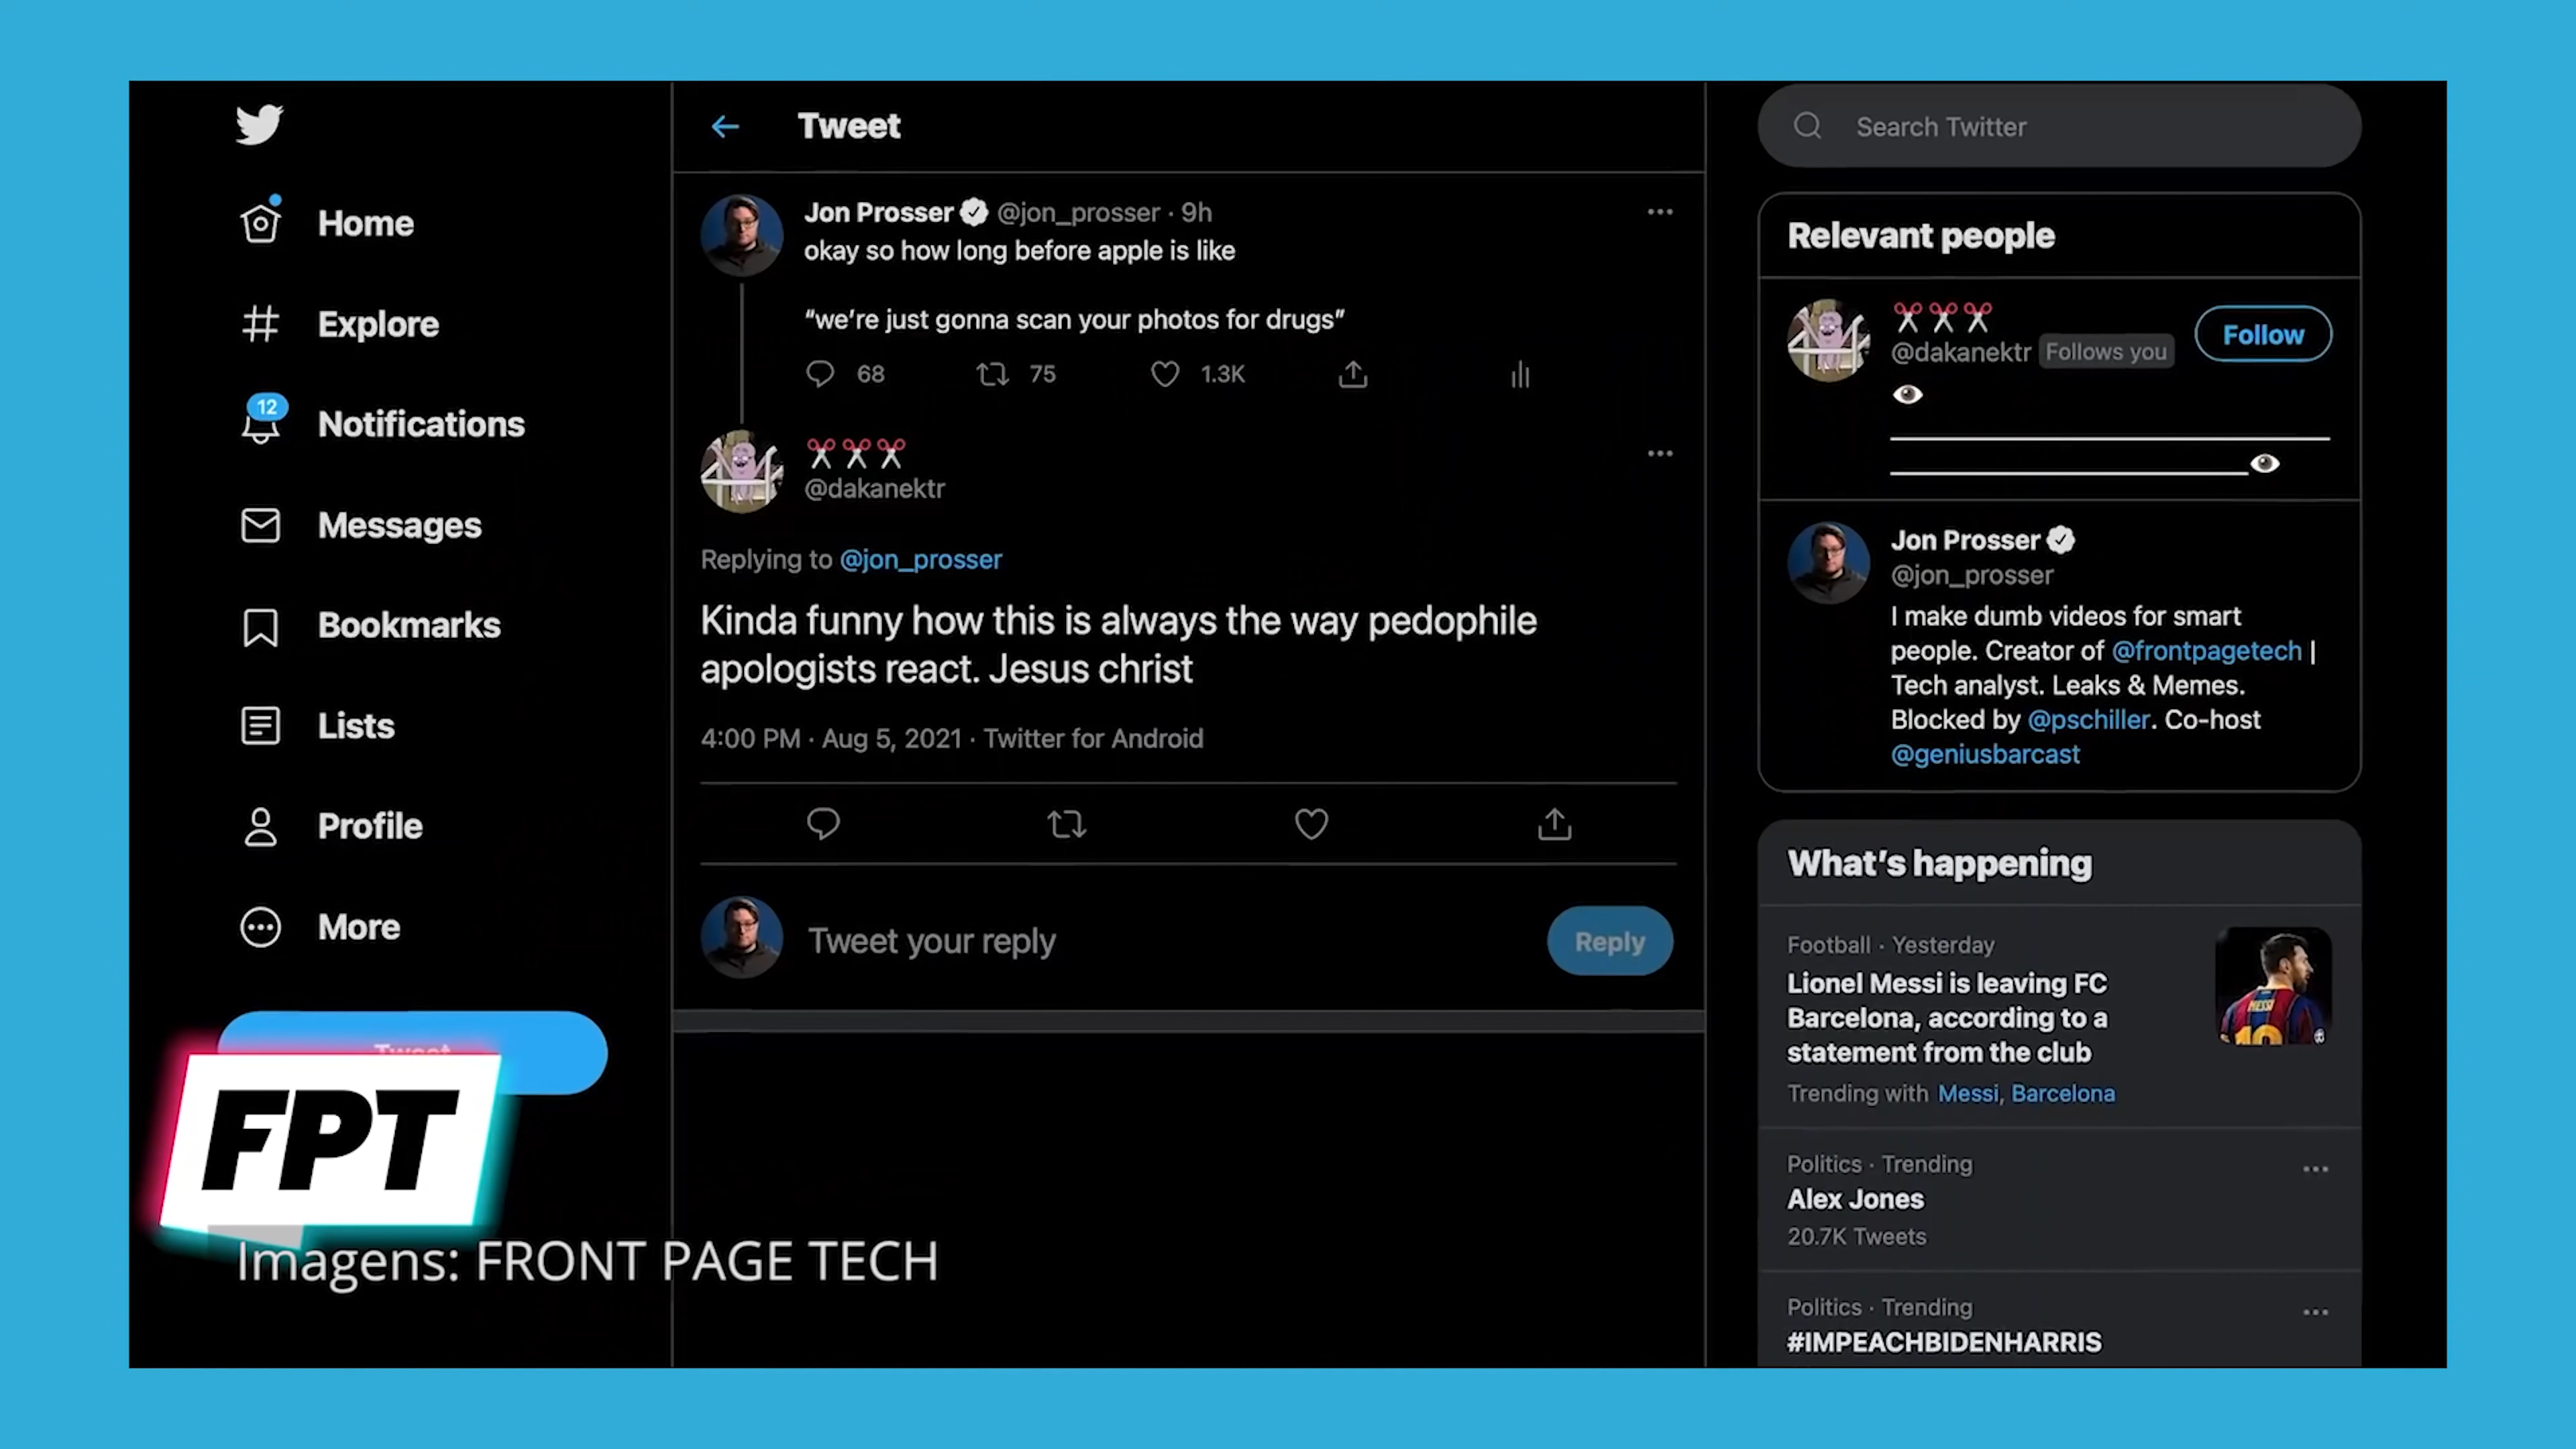 Home
Explore
12
Notifications
Messages
Bookmarks
Lists
Profile
More
Tweet
FPT
Imagens: FRONT PAGE TECH
Tweet
Jon Prosser @jon_prosser · 9h
okay so how long before apple is like
“we’re just gonna scan your photos for drugs”
68 75 1.3K
@dakanektr
Replying to @jon_prosser
Kinda funny how this is always the way pedophile
apologists react. Jesus christ
4:00 PM · Aug 5, 2021 · Twitter for Android
Tweet your reply
Reply
Search Twitter
Relevant people
@dakanektr Follows you
Follow
Jon Prosser
@jon_prosser
I make dumb videos for smart
people. Creator of @frontpagetech |
Tech analyst. Leaks & Memes.
Blocked by @pschiller. Co-host
@geniusbarcast
What’s happening
Football · Yesterday
Lionel Messi is leaving FC
Barcelona, according to a
statement from the club
Trending with Messi, Barcelona
MESSI
10
Politics · Trending
Alex Jones
20.7K Tweets
Politics · Trending
#IMPEACHBIDENHARRIS